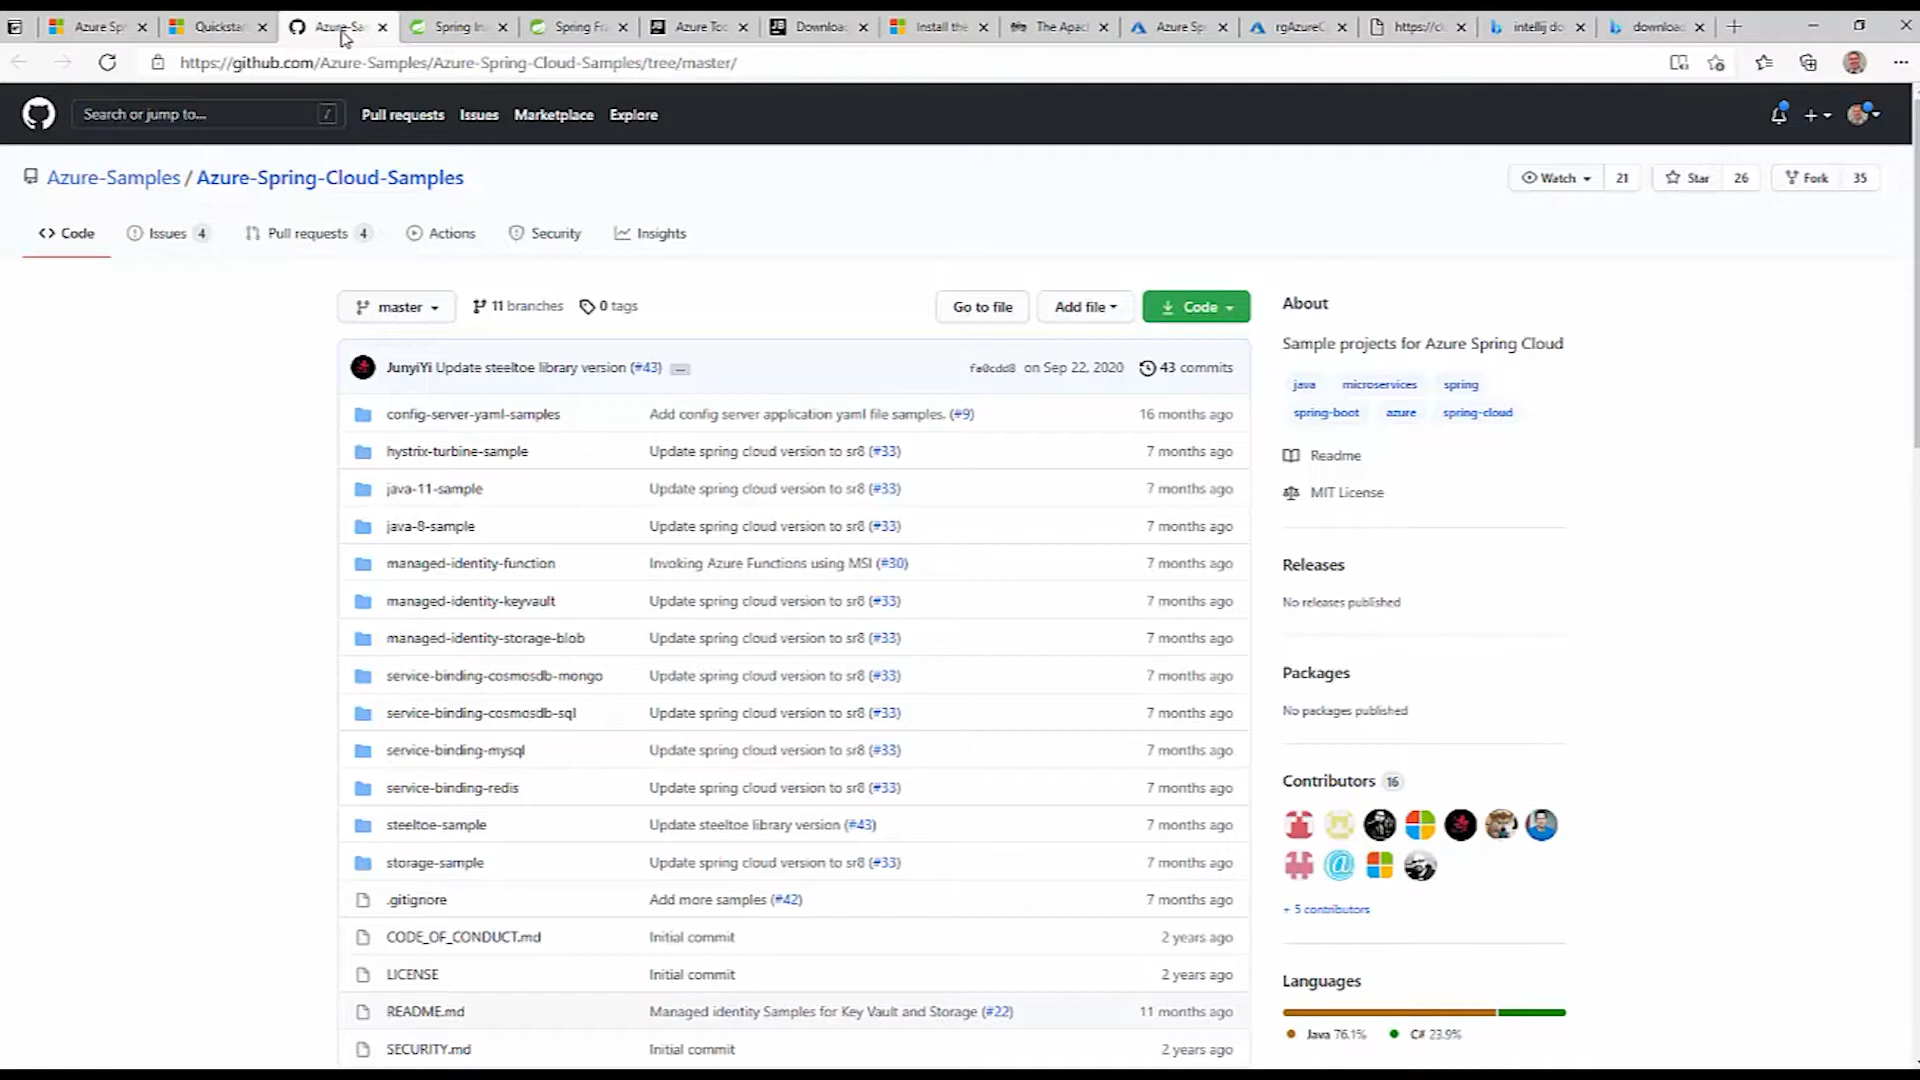 Azure Sp
Quickstar
Azure-Sa
Spring In
Spring Fra
Azure Too
Download
Install the
The Apac
Azure Sp
rgAzureC
https://cl
intellij do
download
https://github.com/Azure-Samples/Azure-Spring-Cloud-Samples/tree/master/
Search or jump to... /
Pull requests
Issues
Marketplace
Explore
Azure-Samples / Azure-Spring-Cloud-Samples
Watch 21
Star 26
Fork 35
Code
Issues 4
Pull requests 4
Actions
Security
Insights
master
11 branches
0 tags
Go to file
Add file
Code
JunyiYi Update steeltoe library version (#43) ...
fa0cdd8 on Sep 22, 2020
43 commits
config-server-yaml-samples Add config server application yaml file samples. (#9) 16 months ago
hystrix-turbine-sample Update spring cloud version to sr8 (#33) 7 months ago
java-11-sample Update spring cloud version to sr8 (#33) 7 months ago
java-8-sample Update spring cloud version to sr8 (#33) 7 months ago
managed-identity-function Invoking Azure Functions using MSI (#30) 7 months ago
managed-identity-keyvault Update spring cloud version to sr8 (#33) 7 months ago
managed-identity-storage-blob Update spring cloud version to sr8 (#33) 7 months ago
service-binding-cosmosdb-mongo Update spring cloud version to sr8 (#33) 7 months ago
service-binding-cosmosdb-sql Update spring cloud version to sr8 (#33) 7 months ago
service-binding-mysql Update spring cloud version to sr8 (#33) 7 months ago
service-binding-redis Update spring cloud version to sr8 (#33) 7 months ago
steeltoe-sample Update steeltoe library version (#43) 7 months ago
storage-sample Update spring cloud version to sr8 (#33) 7 months ago
.gitignore Add more samples (#42) 7 months ago
CODE_OF_CONDUCT.md Initial commit 2 years ago
LICENSE Initial commit 2 years ago
README.md Managed identity Samples for Key Vault and Storage (#22) 11 months ago
SECURITY.md Initial commit 2 years ago
About
Sample projects for Azure Spring Cloud
java microservices spring
spring-boot azure spring-cloud
Readme
MIT License
Releases
No releases published
Packages
No packages published
Contributors 16
+ 5 contributors
Languages
Java 76.1% C# 23.9%